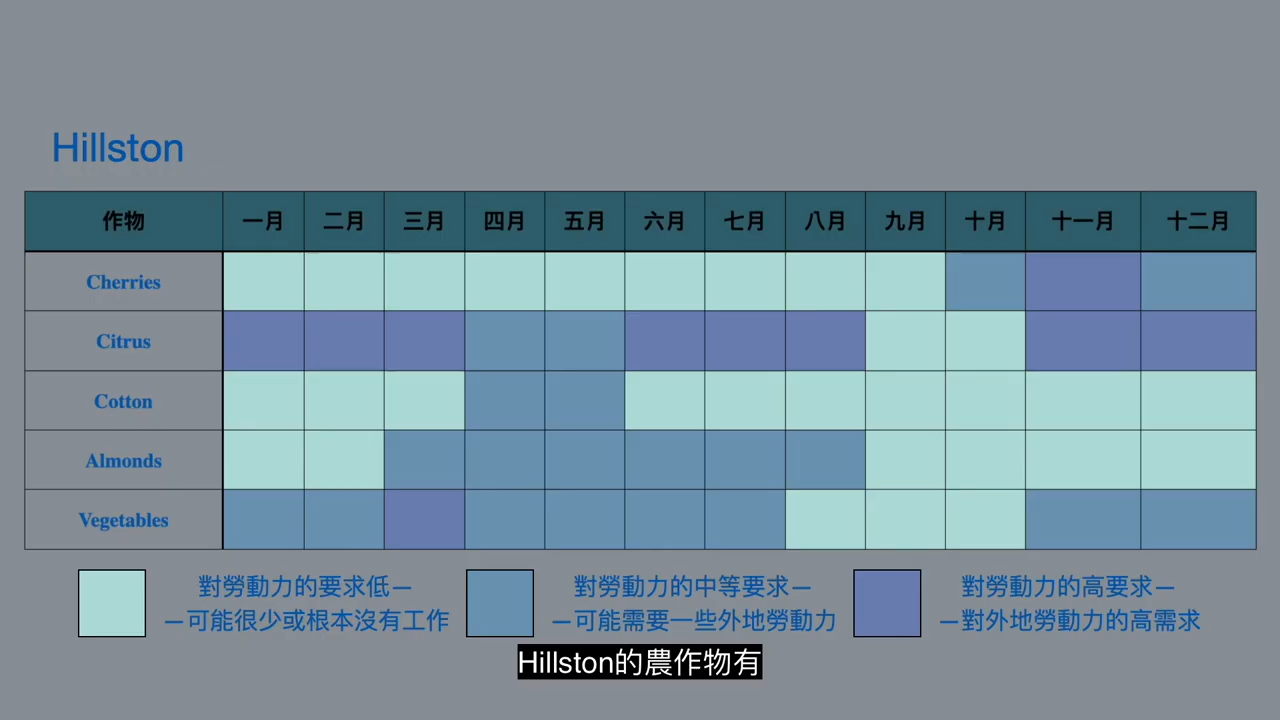 Hillston
作物 一月 二月 三月 四月 五月 六月 七月 八月 九月 十月 十一月 十二月
Cherries
Citrus
Cotton
Almonds
Vegetables
對勞動力的要求低—
—可能很少或根本沒有工作
對勞動力的中等要求—
—可能需要一些外地勞動力
對勞動力的高要求—
—對外地勞動力的高需求
Hillston的農作物有